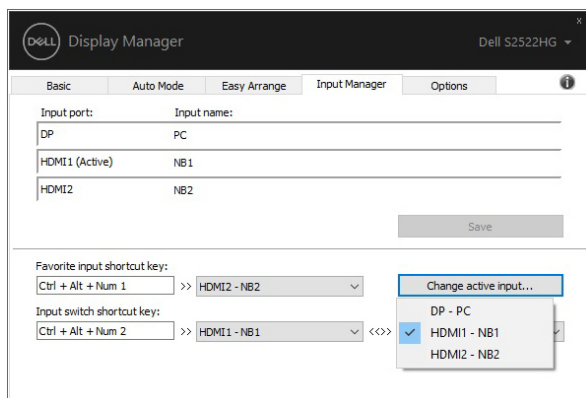 DELL Display Manager Dell S2522HG
x
Basic Auto Mode Easy Arrange Input Manager Options i
Input port: Input name:
DP PC
HDMI1 (Active) NB1
HDMI2 NB2
Save
Favorite input shortcut key:
Ctrl + Alt + Num 1 >> HDMI2 - NB2 Change active input...
Input switch shortcut key:
Ctrl + Alt + Num 2 >> HDMI1 - NB1 <<>>
DP - PC
HDMI1 - NB1
HDMI2 - NB2